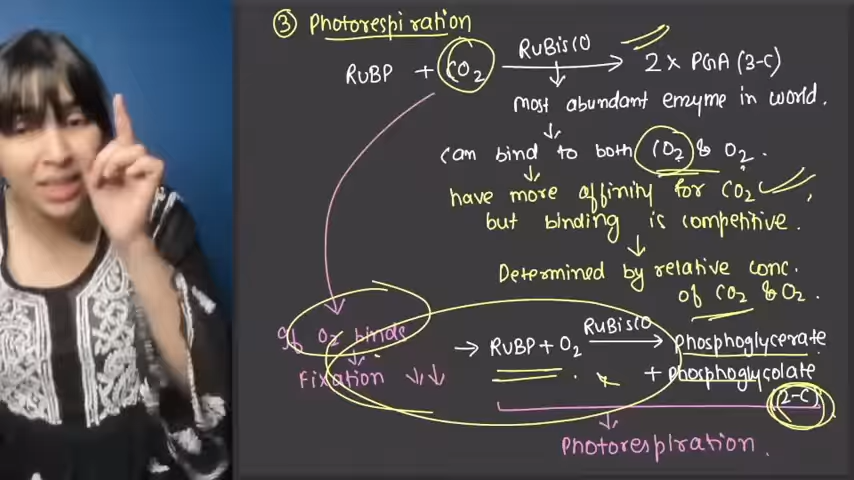 ③ Photorespiration
RuBP + CO₂ RuBisCO → 2 x PGA (3-C)
↓
most abundant enzyme in world.
↓
can bind to both CO₂ & O₂.
↓
have more affinity for CO₂,
but binding is competitive.
↓
Determined by relative conc.
of CO₂ & O₂.
If O₂ binds
↓
Fixation ↓↓
→ RuBP + O₂ RuBisCO → phosphoglycerate
+ phosphoglycolate
(2-C)
↓
Photorespiration.